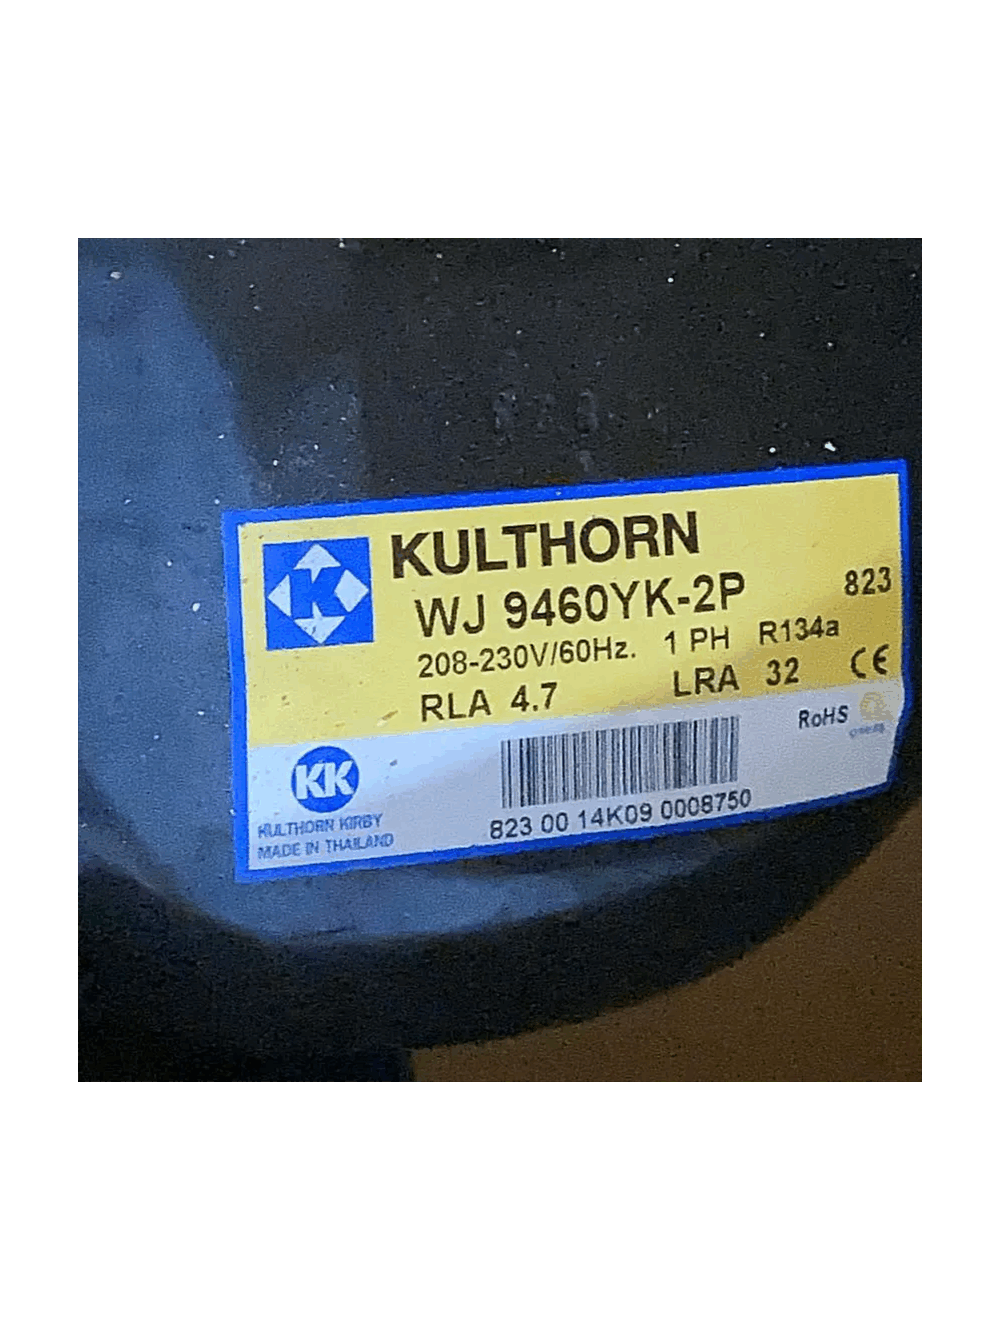 K
KULTHORN
WJ 9460YK-2P 823
208-230V/60Hz. 1 PH R134a
RLA 4.7 LRA 32 CE
RoHS
KK
KULTHORN KIRBY
MADE IN THAILAND
823 00 14K09 0008750